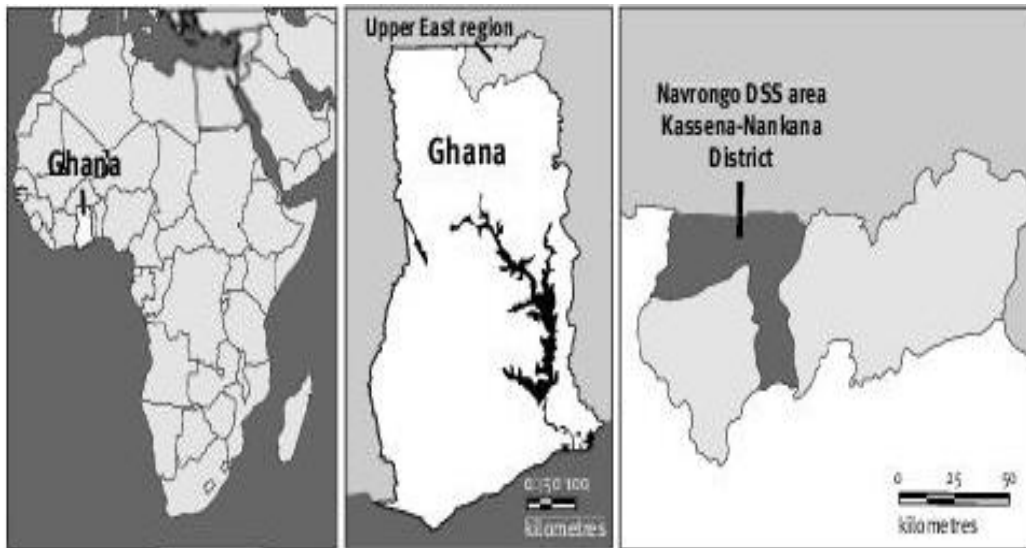 Ghana
Upper East region
Ghana
0 50 100
kilometres
Navrongo DSS area
Kassena-Nankana
District
0 25 50
kilometres